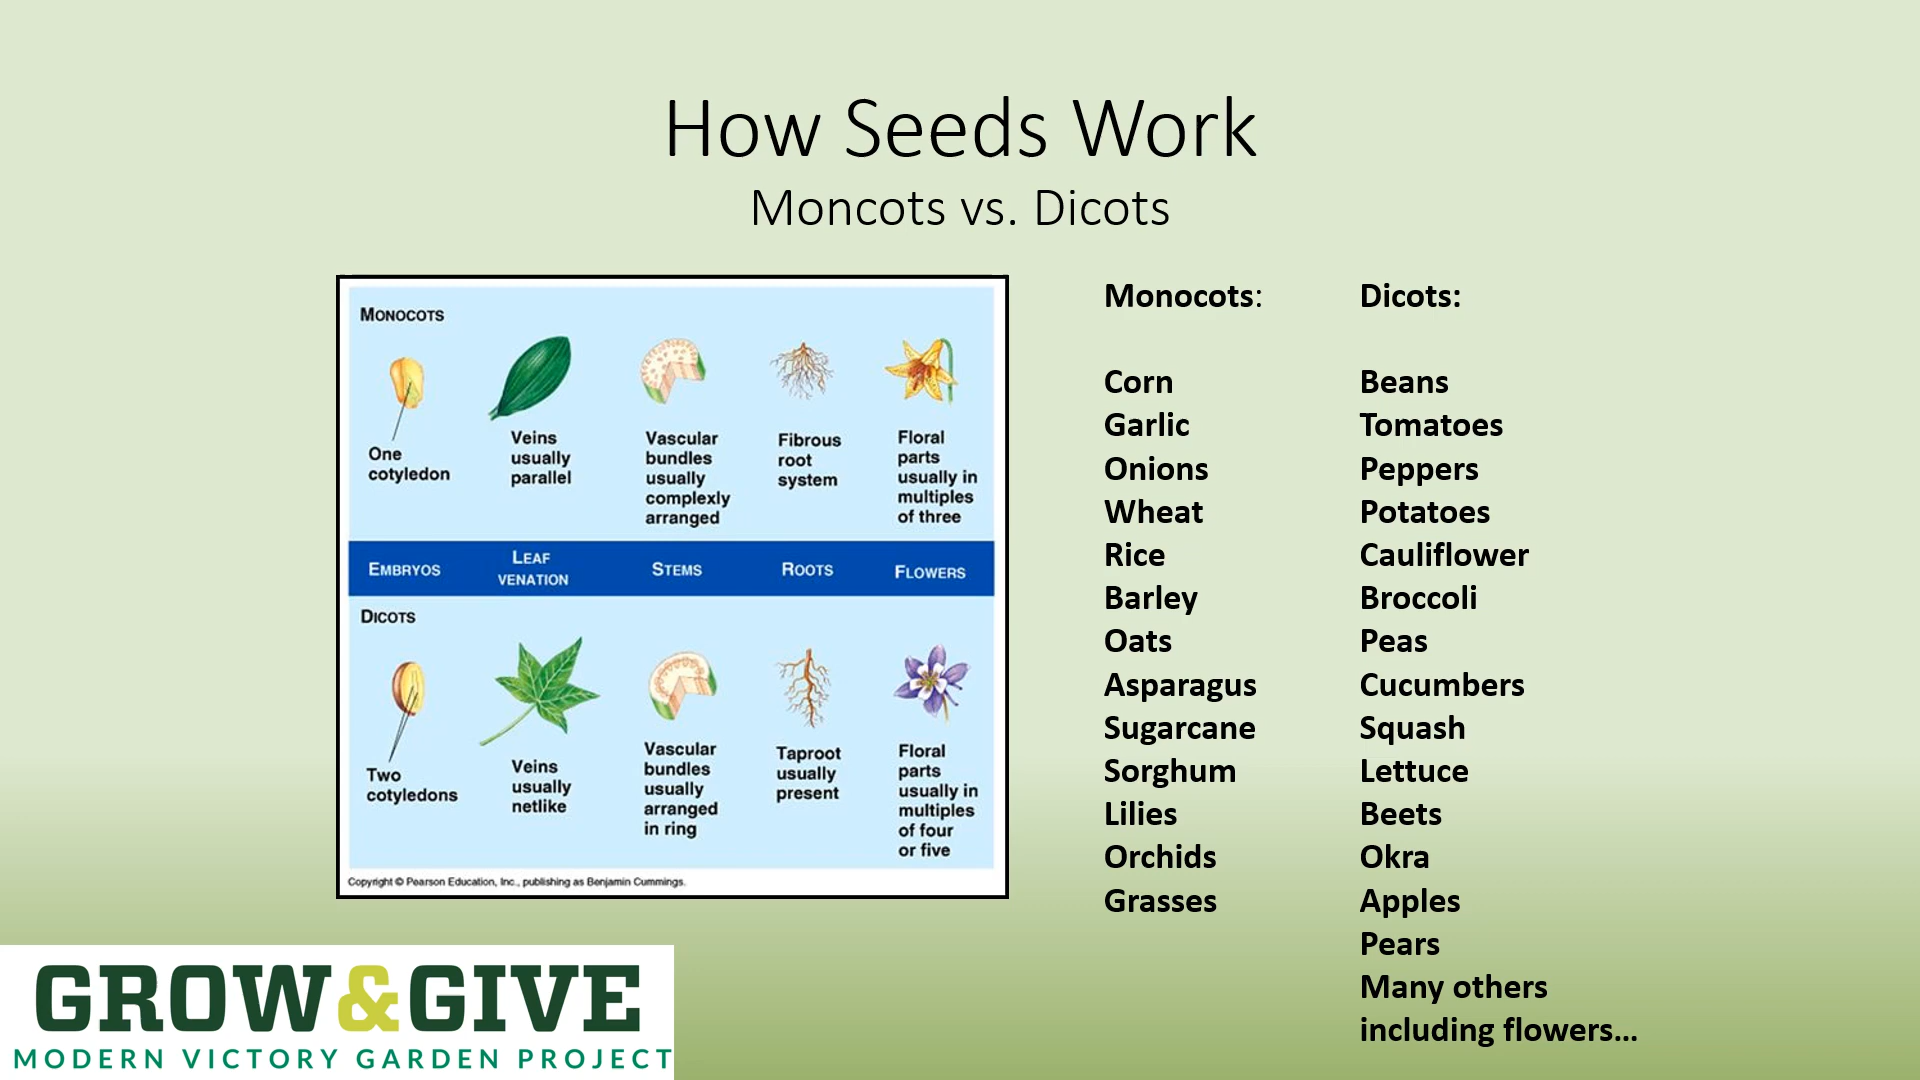 How Seeds Work
Moncots vs. Dicots
MONOCOTS
One
cotyledon
Veins
usually
parallel
Vascular
bundles
usually
complexly
arranged
Fibrous
root
system
Floral
parts
usually in
multiples
of three
EMBRYOS
LEAF
VENATION
STEMS
ROOTS
FLOWERS
DICOTS
Two
cotyledons
Veins
usually
netlike
Vascular
bundles
usually
arranged
in ring
Taproot
usually
present
Floral
parts
usually in
multiples
of four
or five
Copyright © Pearson Education, Inc., publishing as Benjamin Cummings.
Monocots:
Corn
Garlic
Onions
Wheat
Rice
Barley
Oats
Asparagus
Sugarcane
Sorghum
Lilies
Orchids
Grasses
Dicots:
Beans
Tomatoes
Peppers
Potatoes
Cauliflower
Broccoli
Peas
Cucumbers
Squash
Lettuce
Beets
Okra
Apples
Pears
Many others
including flowers...
GROW&GIVE
MODERN VICTORY GARDEN PROJECT